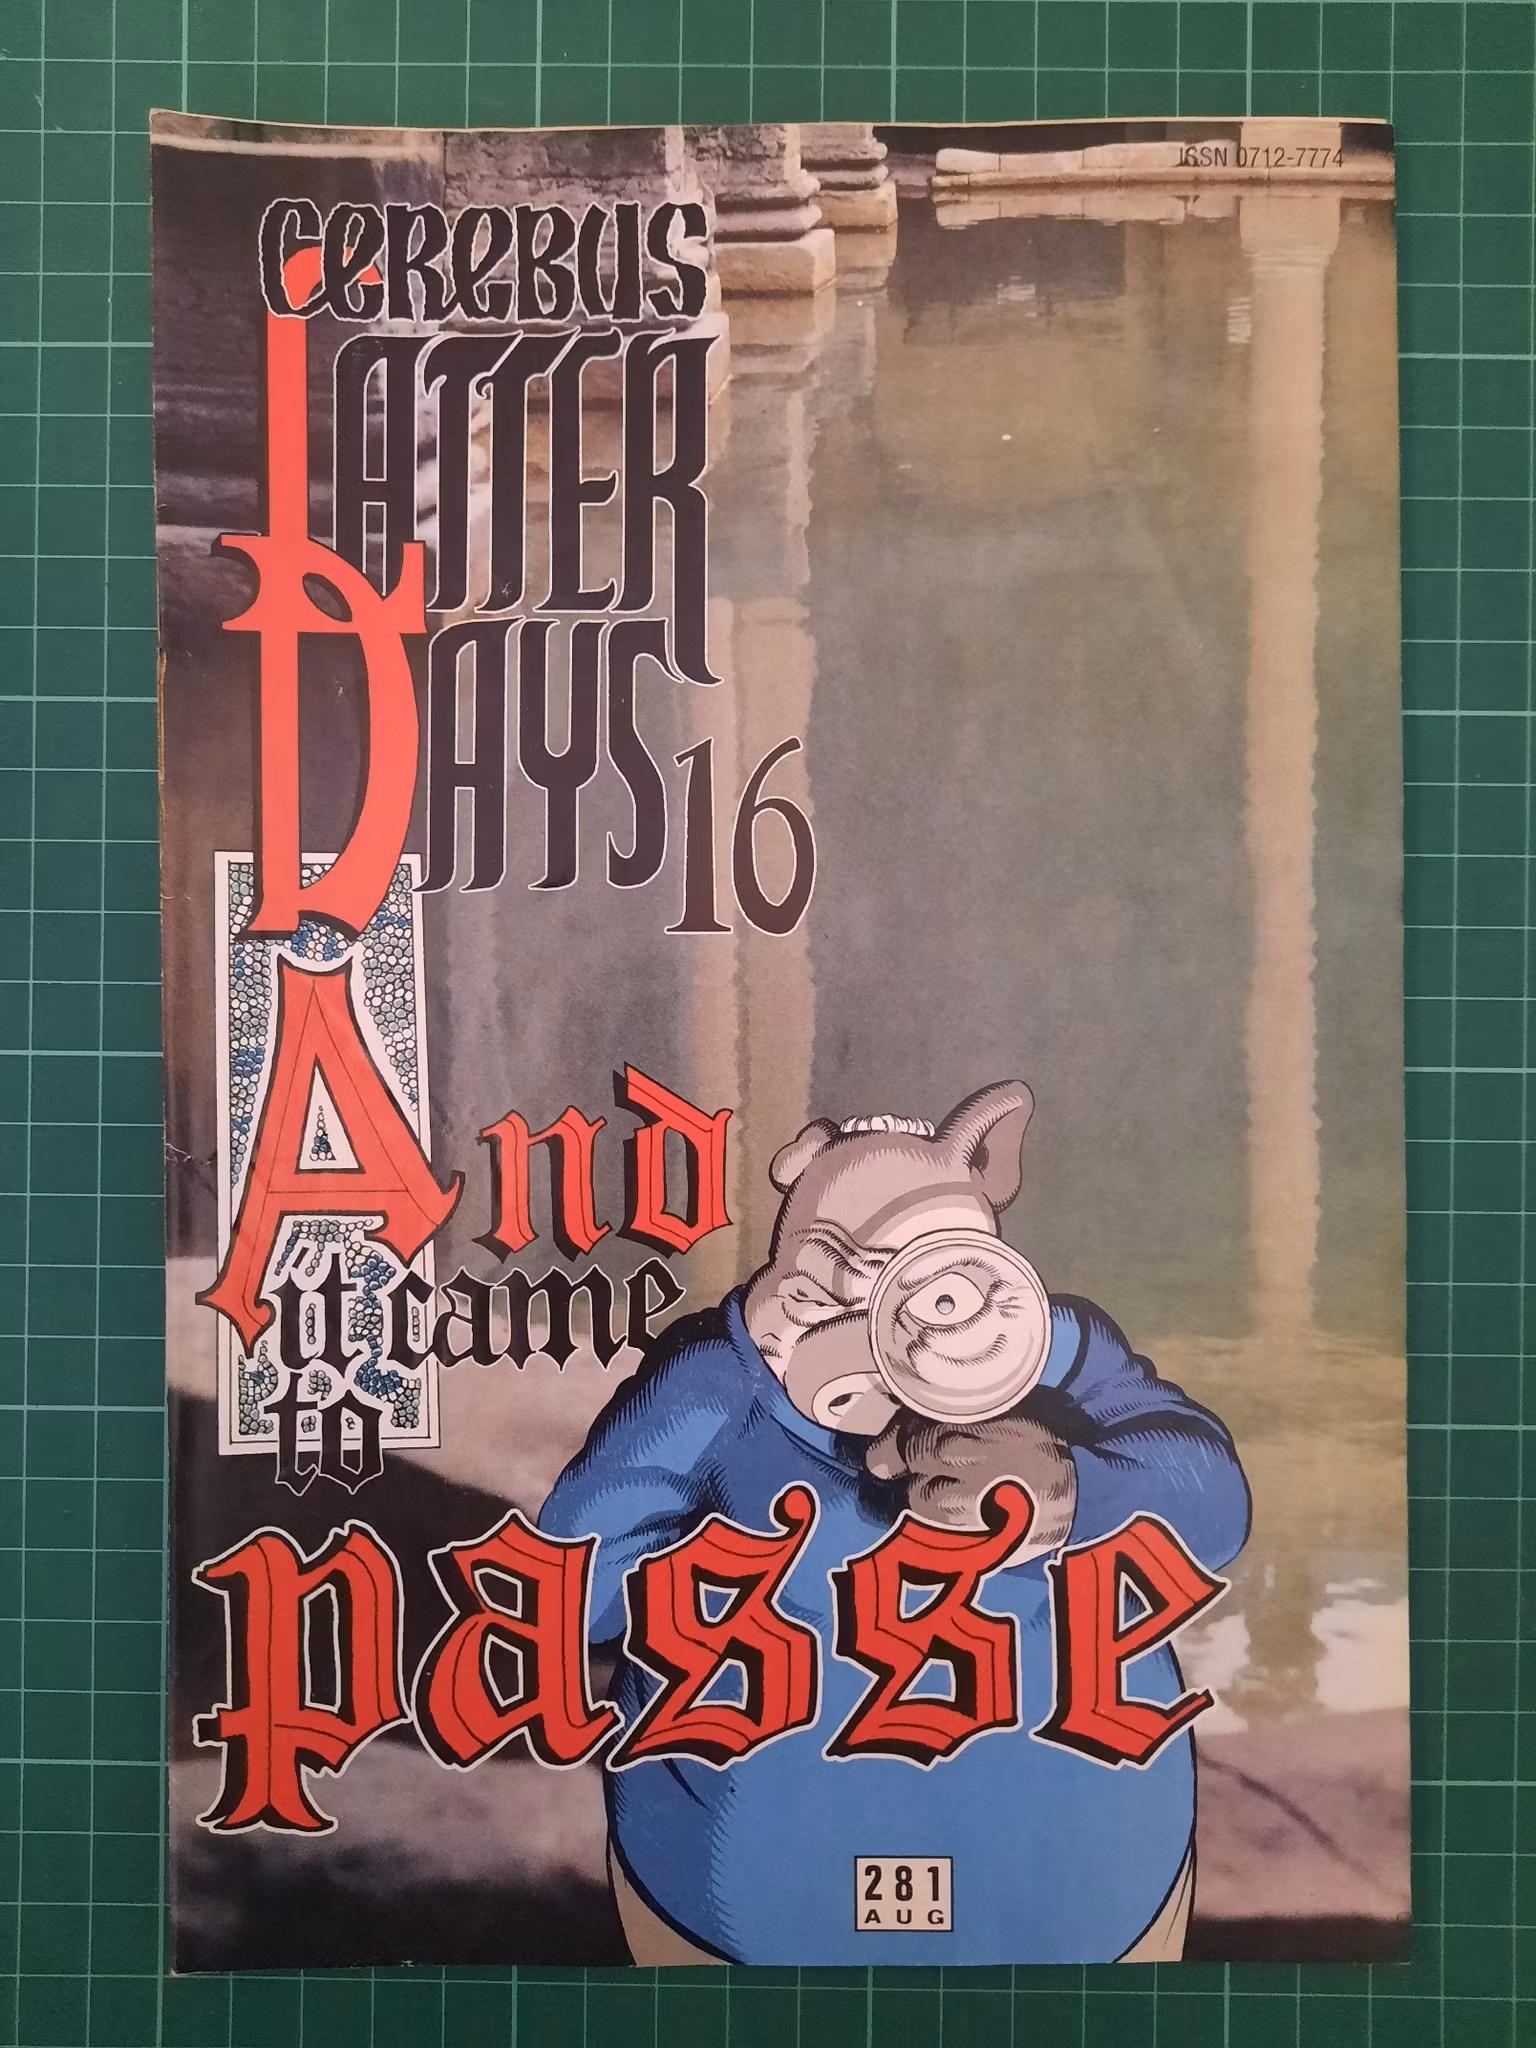 ISSN 0712-7774
CEREBUS
LATTER
DAYS 16
And
it came
to
passe
281
AUG